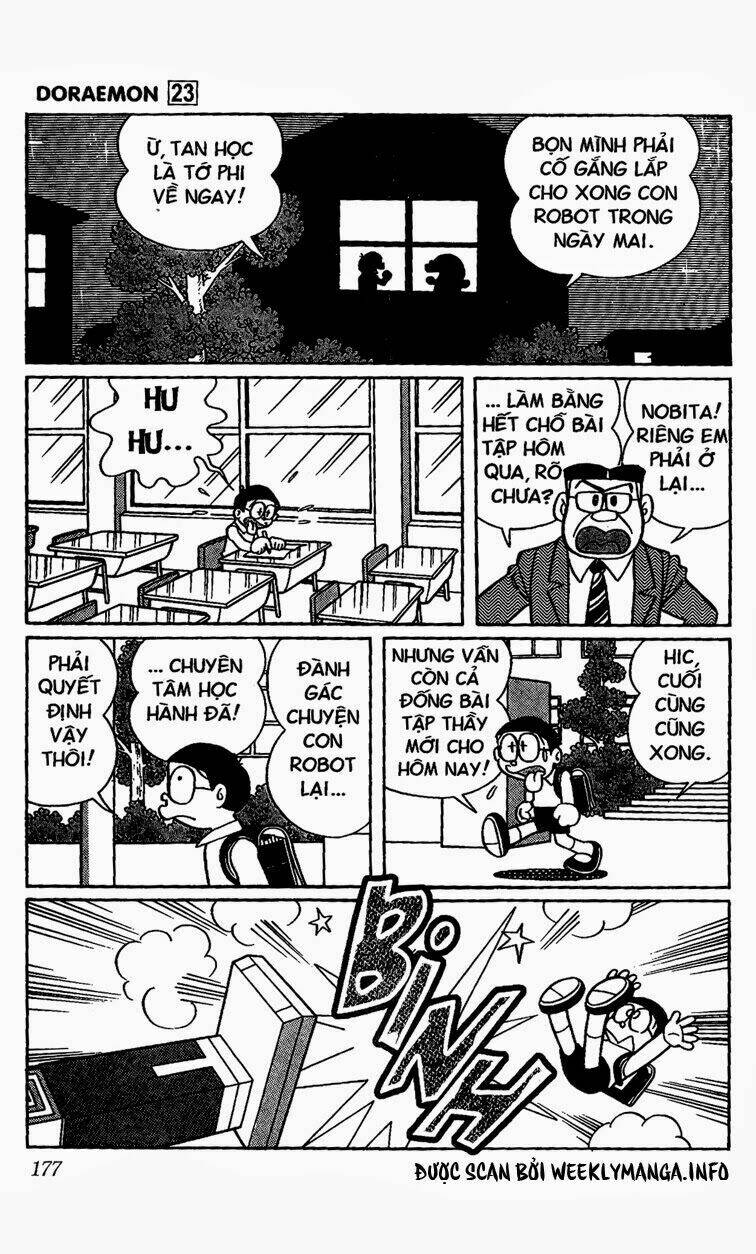 DORAEMON 23
BỌN MÌNH PHẢI
CỐ GẮNG LẮP
CHO XONG CON
ROBOT TRONG
NGÀY MAI.
Ừ, TAN HỌC
LÀ TỚ PHI
VỀ NGAY!
NOBITA!
RIÊNG EM
PHẢI Ở
LẠI...
... LÀM BẰNG
HẾT CHỖ BÀI
TẬP HÔM
QUA, RÕ
CHƯA?
HU
HU...
HIC,
CUỐI
CÙNG
CŨNG
XONG.
NHƯNG VẪN
CÒN CẢ
ĐỐNG BÀI
TẬP THẦY
MỚI CHO
HÔM NAY!
ĐÀNH
GÁC
CHUYỆN
CON
ROBOT
LẠI...
... CHUYÊN
TÂM HỌC
HÀNH ĐÃ!
PHẢI
QUYẾT
ĐỊNH
VẬY
THÔI!
BỊNH
177
ĐƯỢC SCAN BỞI WEEKLYMANGA.INFO